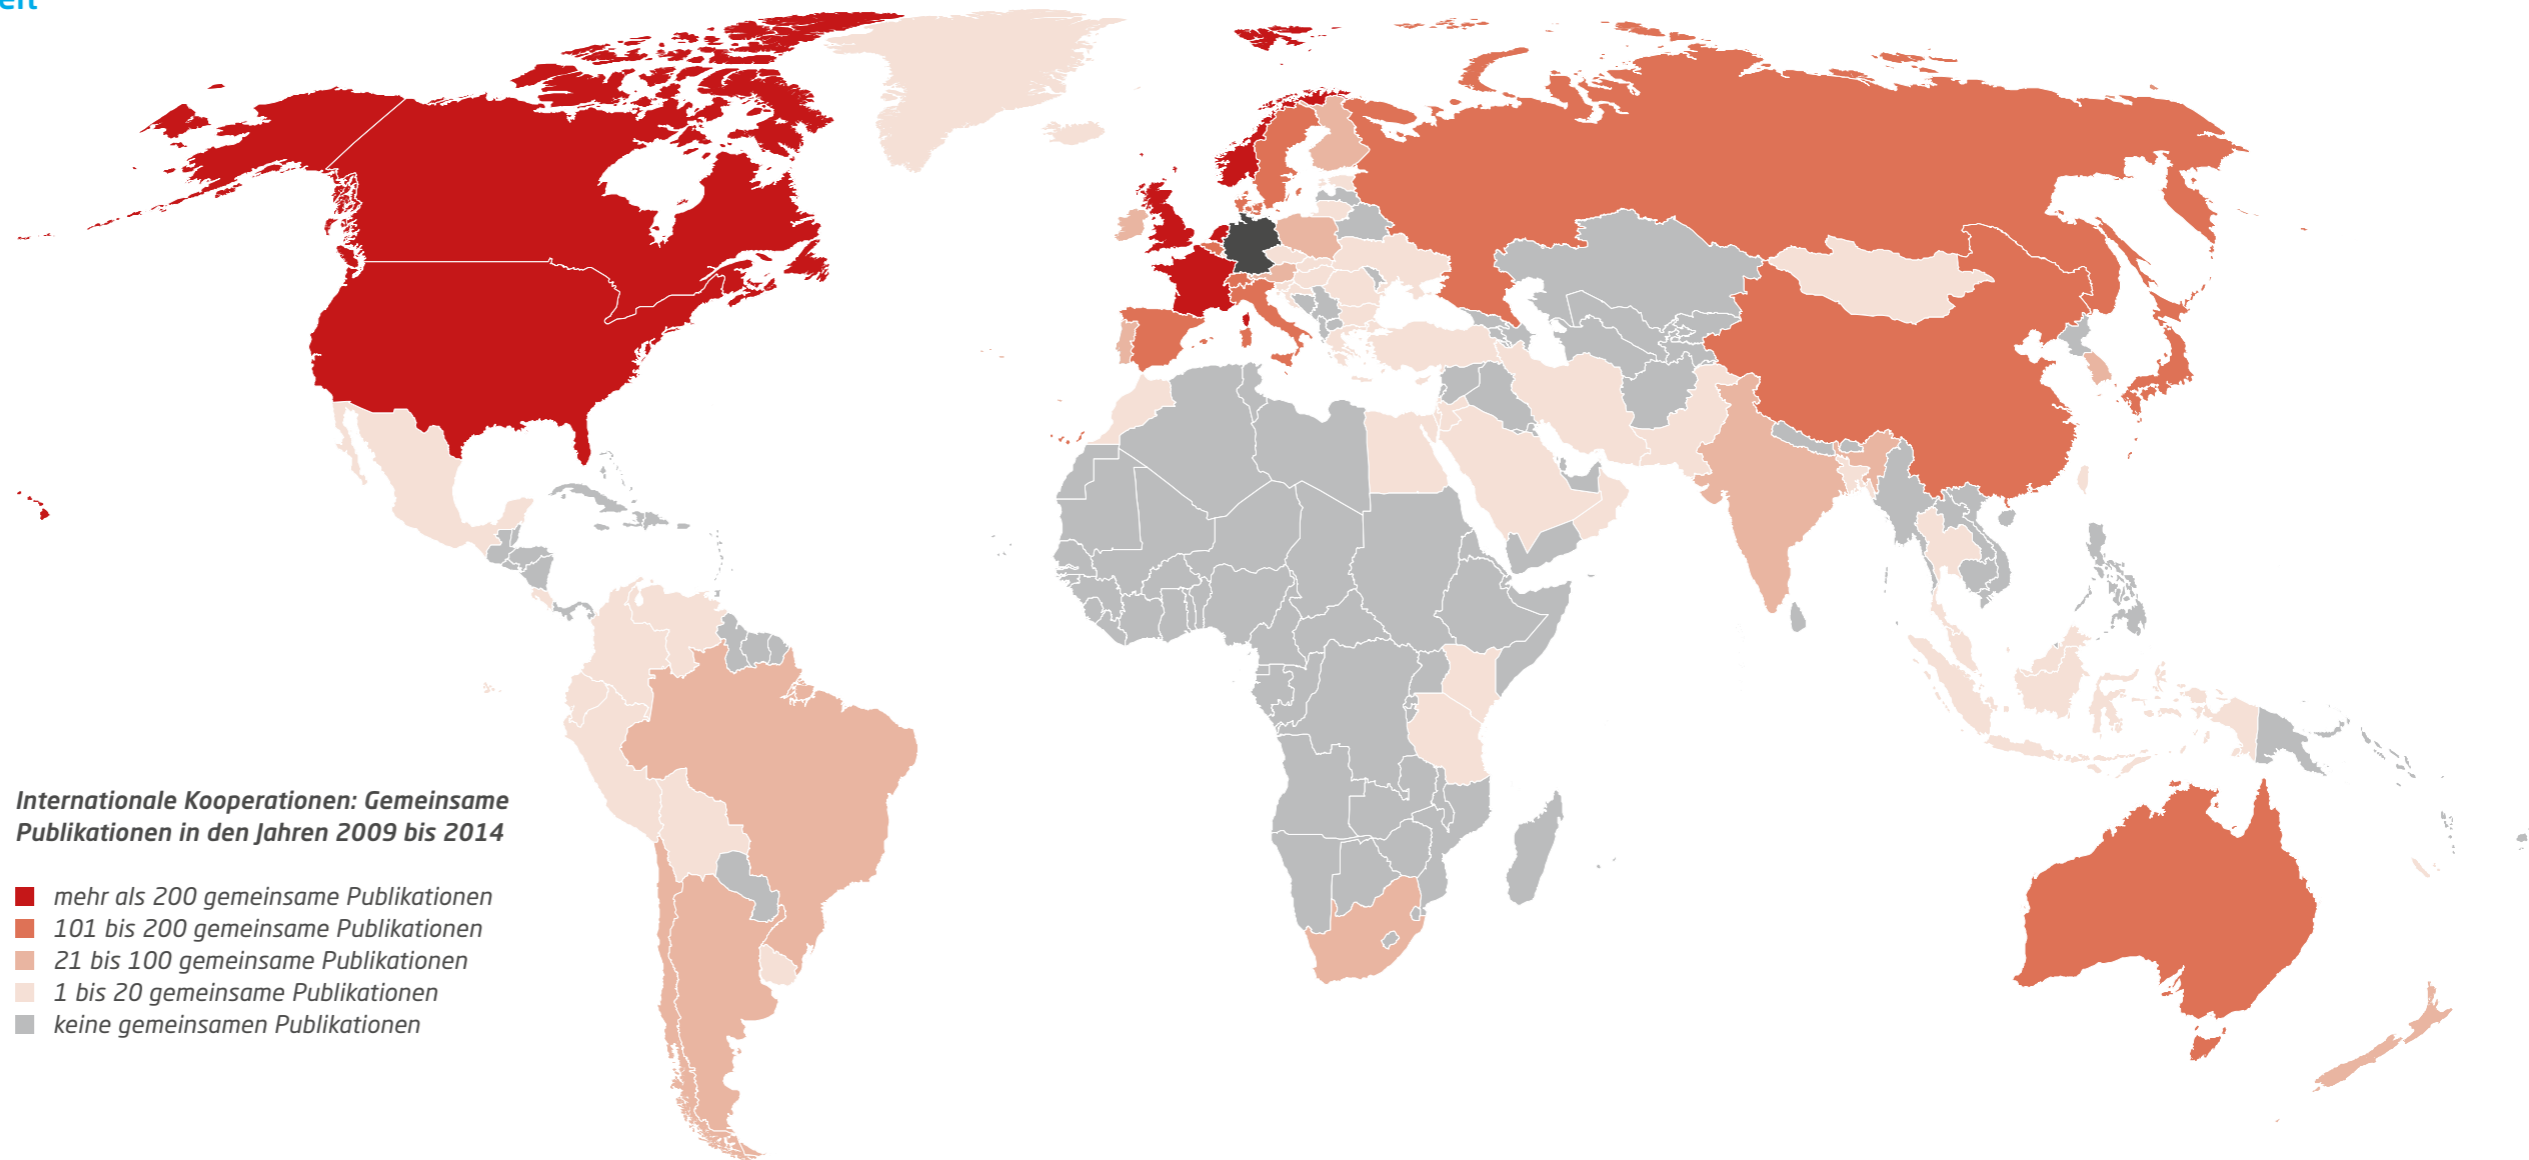 Internationale Kooperationen: Gemeinsame
Publikationen in den Jahren 2009 bis 2014
mehr als 200 gemeinsame Publikationen
101 bis 200 gemeinsame Publikationen
21 bis 100 gemeinsame Publikationen
1 bis 20 gemeinsame Publikationen
keine gemeinsamen Publikationen